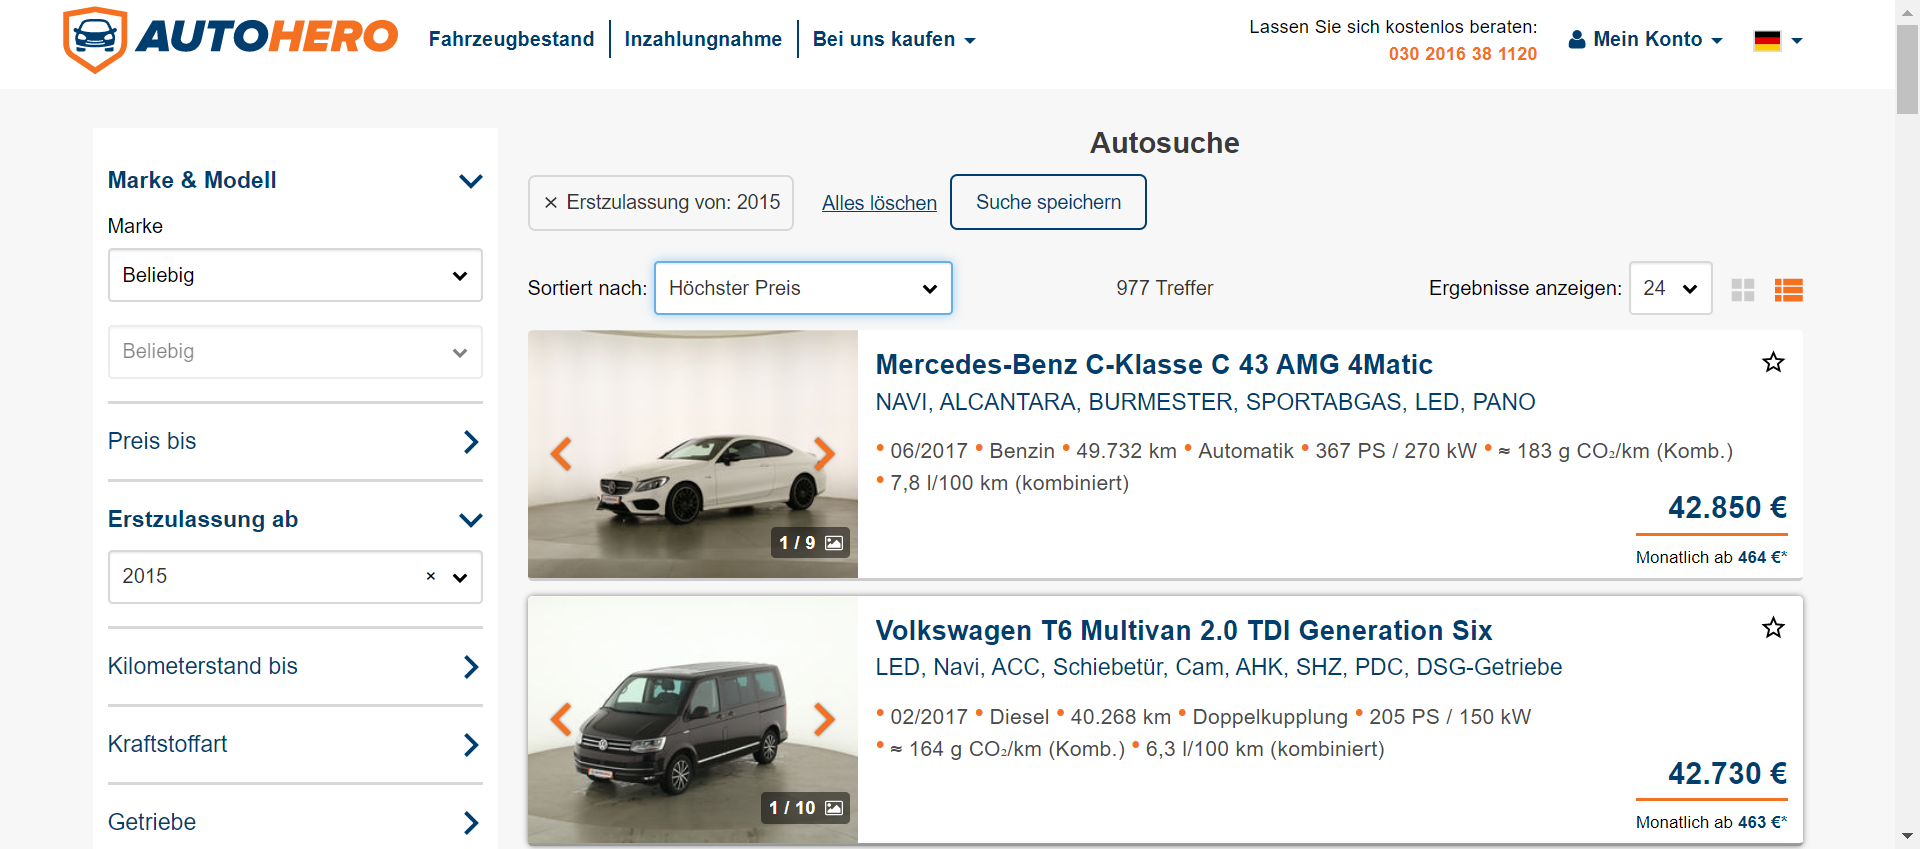 AUTOHERO
Fahrzeugbestand
Inzahlungnahme
Bei uns kaufen
Lassen Sie sich kostenlos beraten:
030 2016 38 1120
Mein Konto
Marke & Modell
Marke
Beliebig
Beliebig
Preis bis
Erstzulassung ab
2015 ×
Kilometerstand bis
Kraftstoffart
Getriebe
Autosuche
× Erstzulassung von: 2015
Alles löschen
Suche speichern
Sortiert nach: Höchster Preis
977 Treffer
Ergebnisse anzeigen: 24
1 / 9
Mercedes-Benz C-Klasse C 43 AMG 4Matic
NAVI, ALCANTARA, BURMESTER, SPORTABGAS, LED, PANO
• 06/2017 • Benzin • 49.732 km • Automatik • 367 PS / 270 kW • ≈ 183 g CO₂/km (Komb.)
• 7,8 l/100 km (kombiniert)
42.850 €
Monatlich ab 464 €*
1 / 10
Volkswagen T6 Multivan 2.0 TDI Generation Six
LED, Navi, ACC, Schiebetür, Cam, AHK, SHZ, PDC, DSG-Getriebe
• 02/2017 • Diesel • 40.268 km • Doppelkupplung • 205 PS / 150 kW
• ≈ 164 g CO₂/km (Komb.) • 6,3 l/100 km (kombiniert)
42.730 €
Monatlich ab 463 €*